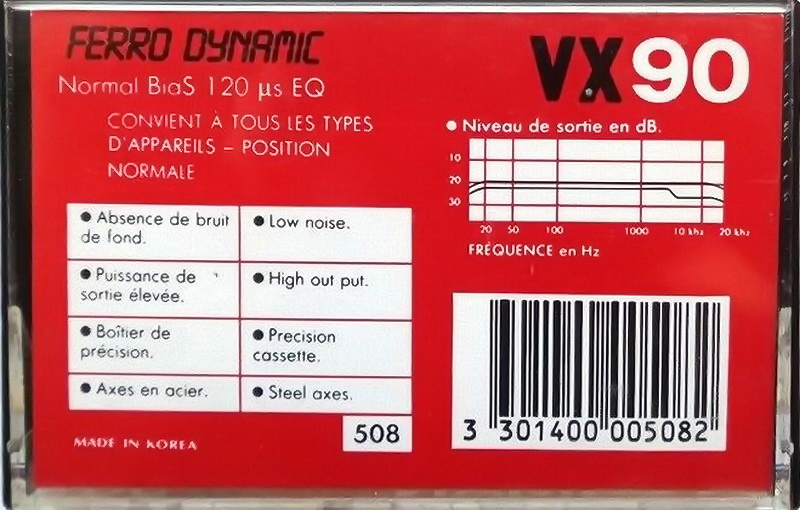 FERRO DYNAMIC
Normal BiaS 120 µs EQ
CONVIENT À TOUS LES TYPES
D'APPAREILS – POSITION
NORMALE
VX90
● Niveau de sortie en dB.
10
20
30
20 50 100 1000 10 khz 20 khz
FRÉQUENCE en Hz
● Absence de bruit
de fond.
● Low noise.
● Puissance de
sortie élevée.
● High out put.
● Boîtier de
précision.
● Precision
cassette.
● Axes en acier.
● Steel axes.
508
MADE IN KOREA
3 301400 005082